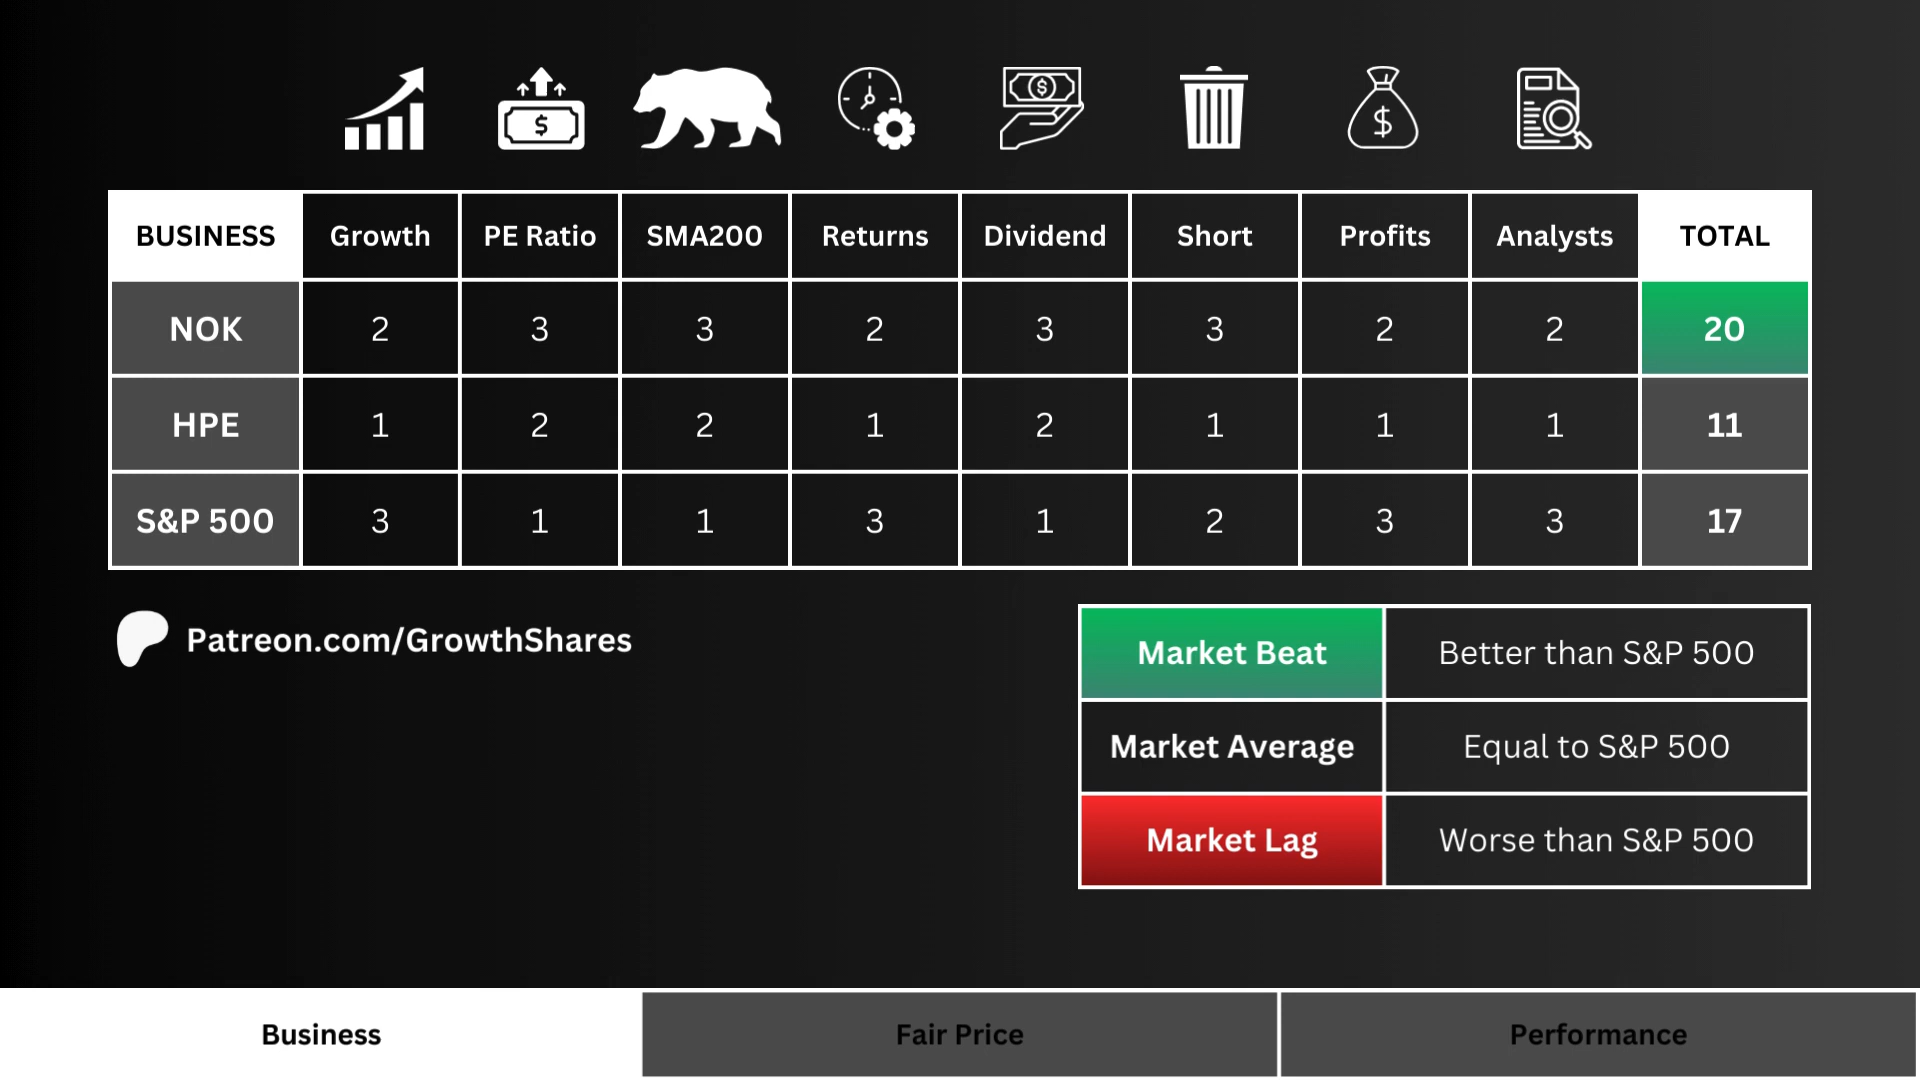 BUSINESS Growth PE Ratio SMA200 Returns Dividend Short Profits Analysts TOTAL
NOK 2 3 3 2 3 3 2 2 20
HPE 1 2 2 1 2 1 1 1 11
S&P 500 3 1 1 3 1 2 3 3 17
Patreon.com/GrowthShares
Market Beat Better than S&P 500
Market Average Equal to S&P 500
Market Lag Worse than S&P 500
Business Fair Price Performance